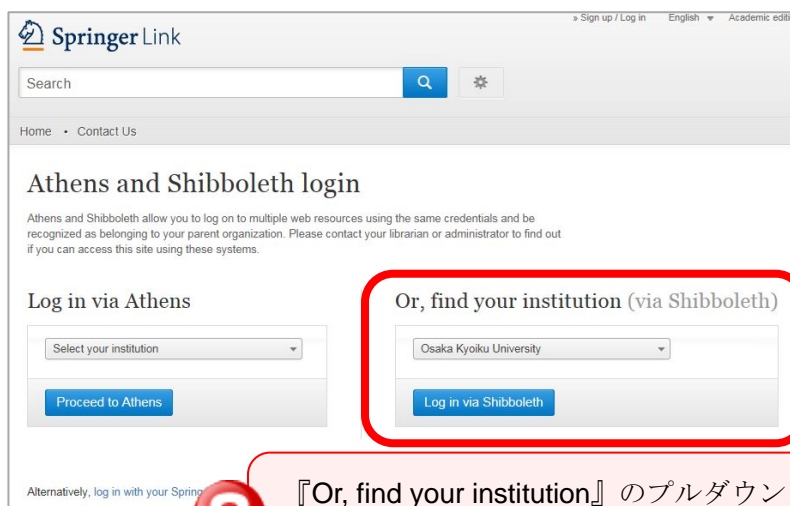 » Sign up / Log in English Academic editi
Springer Link
Search
Home • Contact Us
Athens and Shibboleth login
Athens and Shibboleth allow you to log on to multiple web resources using the same credentials and be
recognized as belonging to your parent organization. Please contact your librarian or administrator to find out
if you can access this site using these systems.
Log in via Athens
Select your institution
Proceed to Athens
Or, find your institution (via Shibboleth)
Osaka Kyoiku University
Log in via Shibboleth
Alternatively, log in with your Spring
『Or, find your institution』のプルダウン